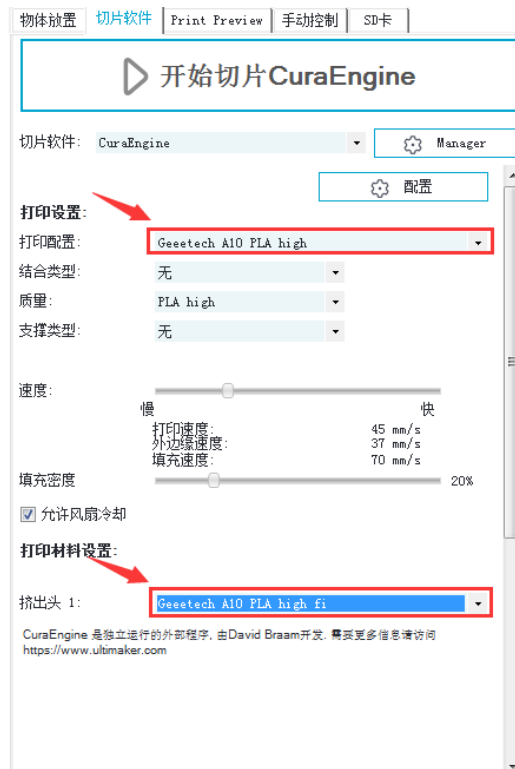 物体放置 切片软件 Print Preview 手动控制 SD卡
开始切片CuraEngine
切片软件: CuraEngine Manager
配置
打印设置:
打印配置: Geeetech A10 PLA high
结合类型: 无
质量: PLA high
支撑类型: 无
速度:
慢 快
打印速度: 45 mm/s
外边缘速度: 37 mm/s
填充速度: 70 mm/s
填充密度 20%
允许风扇冷却
打印材料设置:
挤出头 1: Geeetech A10 PLA high fi
CuraEngine 是独立运行的外部程序, 由David Braam开发. 需要更多信息请访问
https://www.ultimaker.com